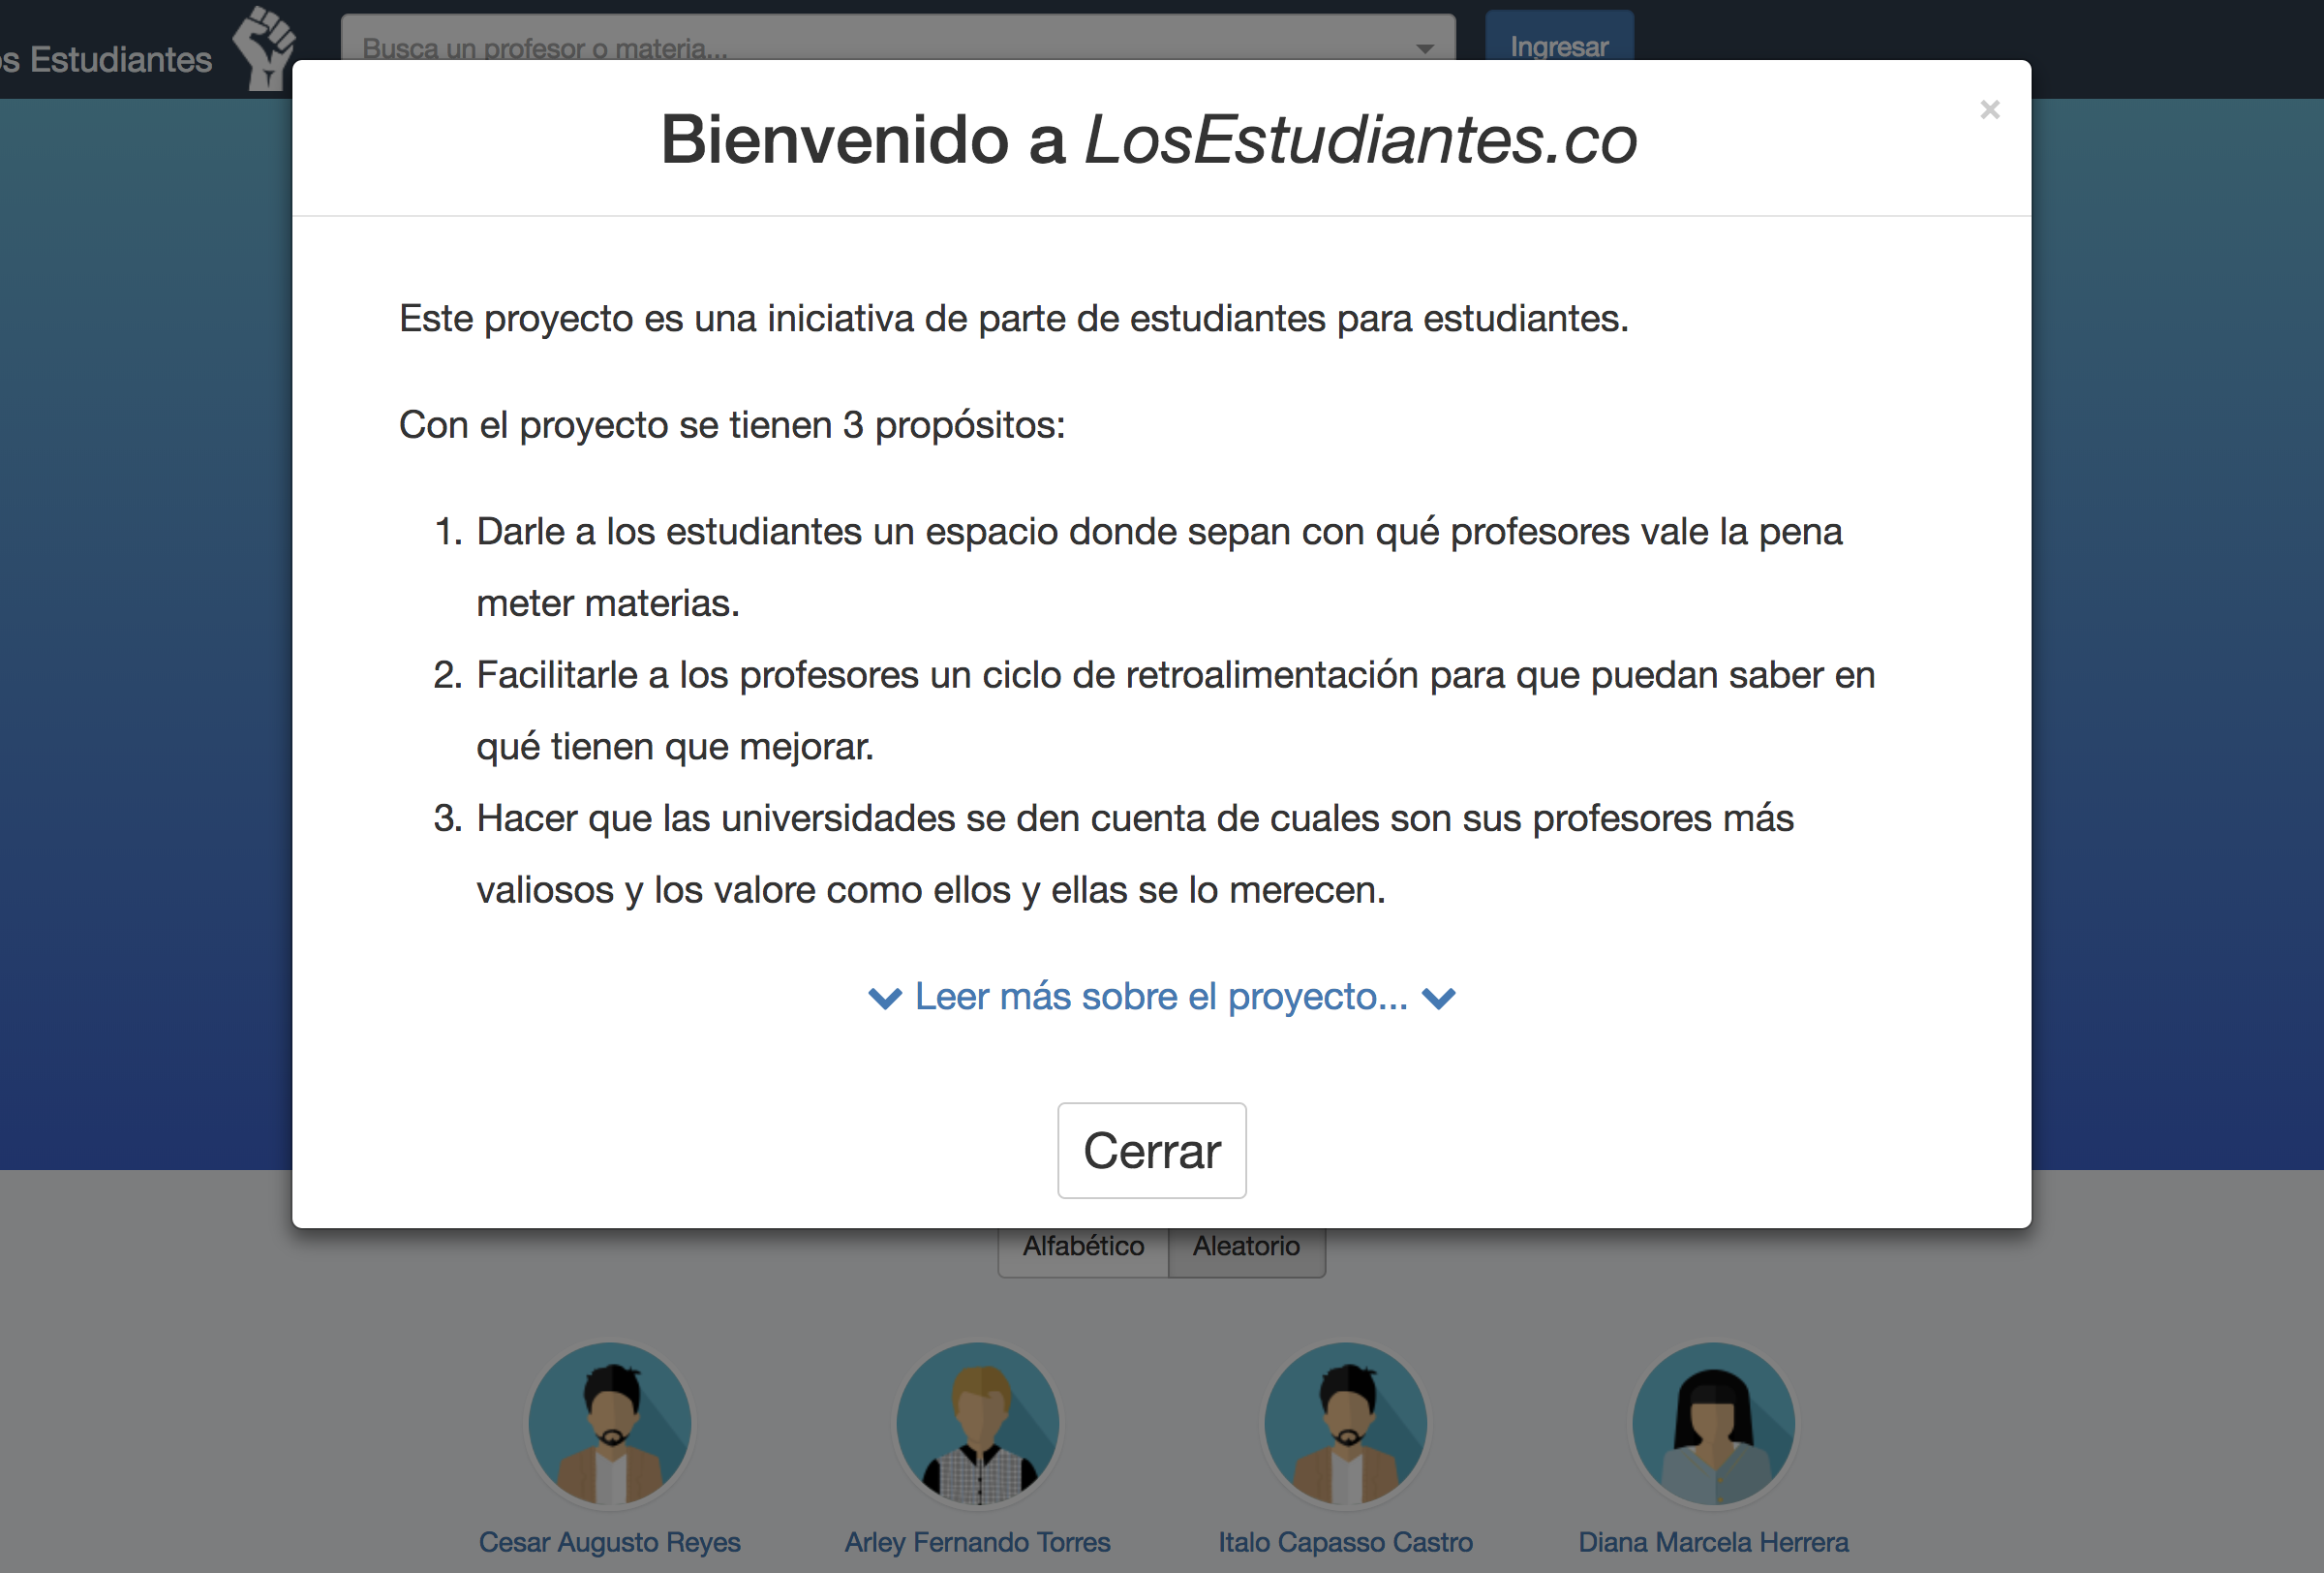 Estudiantes
Busca un profesor o materia...
Ingresar
×
Bienvenido a LosEstudiantes.co
Este proyecto es una iniciativa de parte de estudiantes para estudiantes.
Con el proyecto se tienen 3 propósitos:
1. Darle a los estudiantes un espacio donde sepan con qué profesores vale la pena
meter materias.
2. Facilitarle a los profesores un ciclo de retroalimentación para que puedan saber en
qué tienen que mejorar.
3. Hacer que las universidades se den cuenta de cuales son sus profesores más
valiosos y los valore como ellos y ellas se lo merecen.
Leer más sobre el proyecto...
Cerrar
Alfabético Aleatorio
Cesar Augusto Reyes Arley Fernando Torres Italo Capasso Castro Diana Marcela Herrera